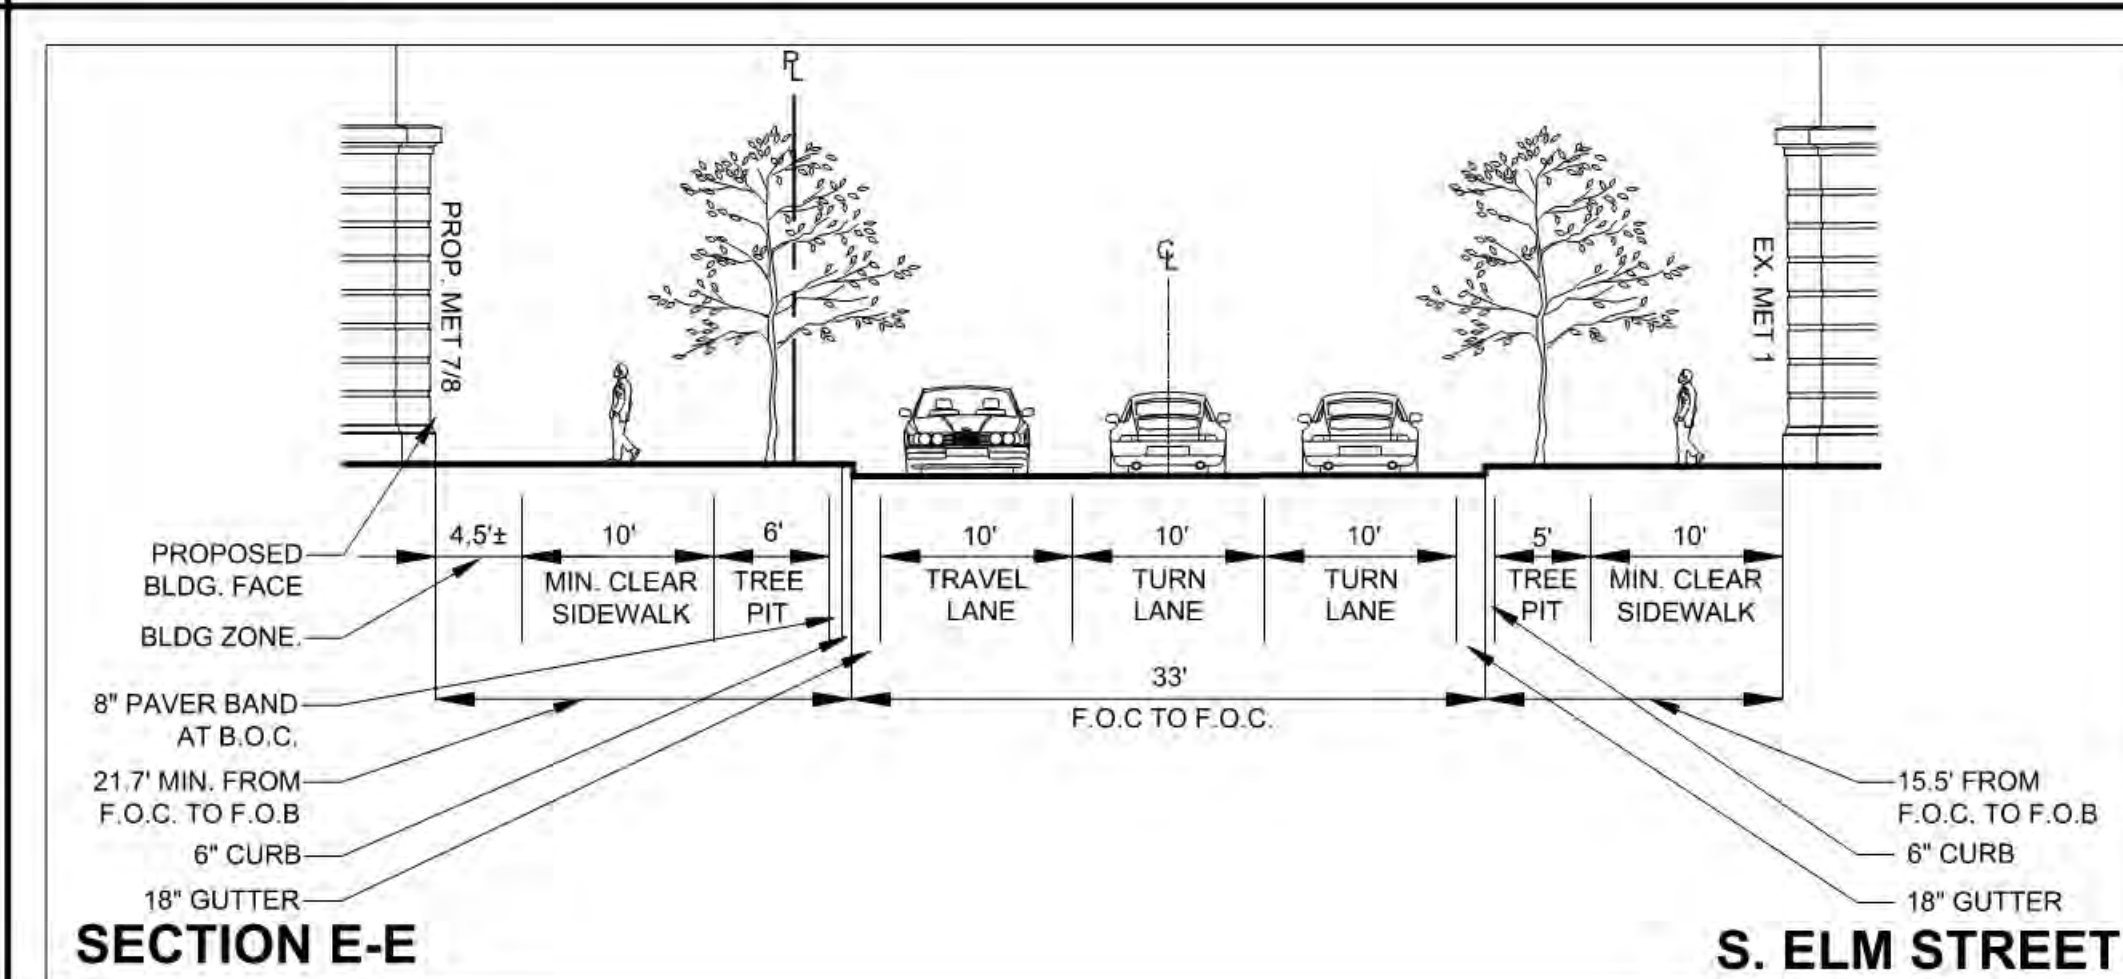 PL
CL
PROP. MET 7/8
EX. MET 1
4.5'±
10'
6'
10'
10'
10'
5'
10'
MIN. CLEAR
SIDEWALK
TREE
PIT
TRAVEL
LANE
TURN
LANE
TURN
LANE
TREE
PIT
MIN. CLEAR
SIDEWALK
33'
F.O.C TO F.O.C.
PROPOSED
BLDG. FACE
BLDG ZONE.
8" PAVER BAND
AT B.O.C.
21.7' MIN. FROM
F.O.C. TO F.O.B
6" CURB
18" GUTTER
15.5' FROM
F.O.C. TO F.O.B
6" CURB
18" GUTTER
SECTION E-E
S. ELM STREET